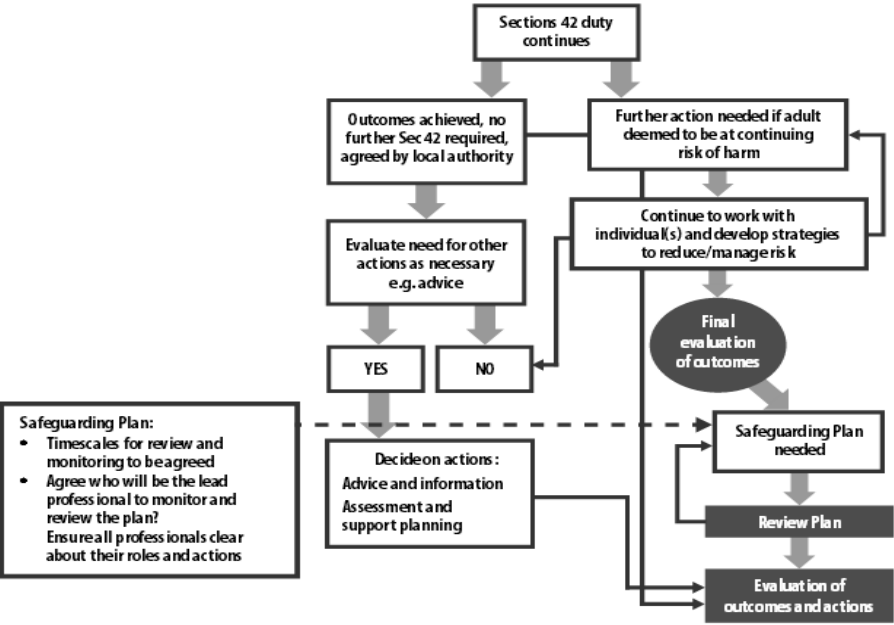 Sections 42 duty
continues
Outcomes achieved, no
further Sec 42 required,
agreed by local authority
Further action needed if adult
deemed to be at continuing
risk of harm
Evaluate need for other
actions as necessary
e.g. advice
Continue to work with
individual(s) and develop strategies
to reduce/manage risk
YES
NO
Final
evaluation
of outcomes
Safeguarding Plan:
• Timescales for review and
monitoring to be agreed
• Agree who will be the lead
professional to monitor and
review the plan?
Ensure all professionals clear
about their roles and actions
Decide on actions:
Advice and information
Assessment and
support planning
Safeguarding Plan
needed
Review Plan
Evaluation of
outcomes and actions